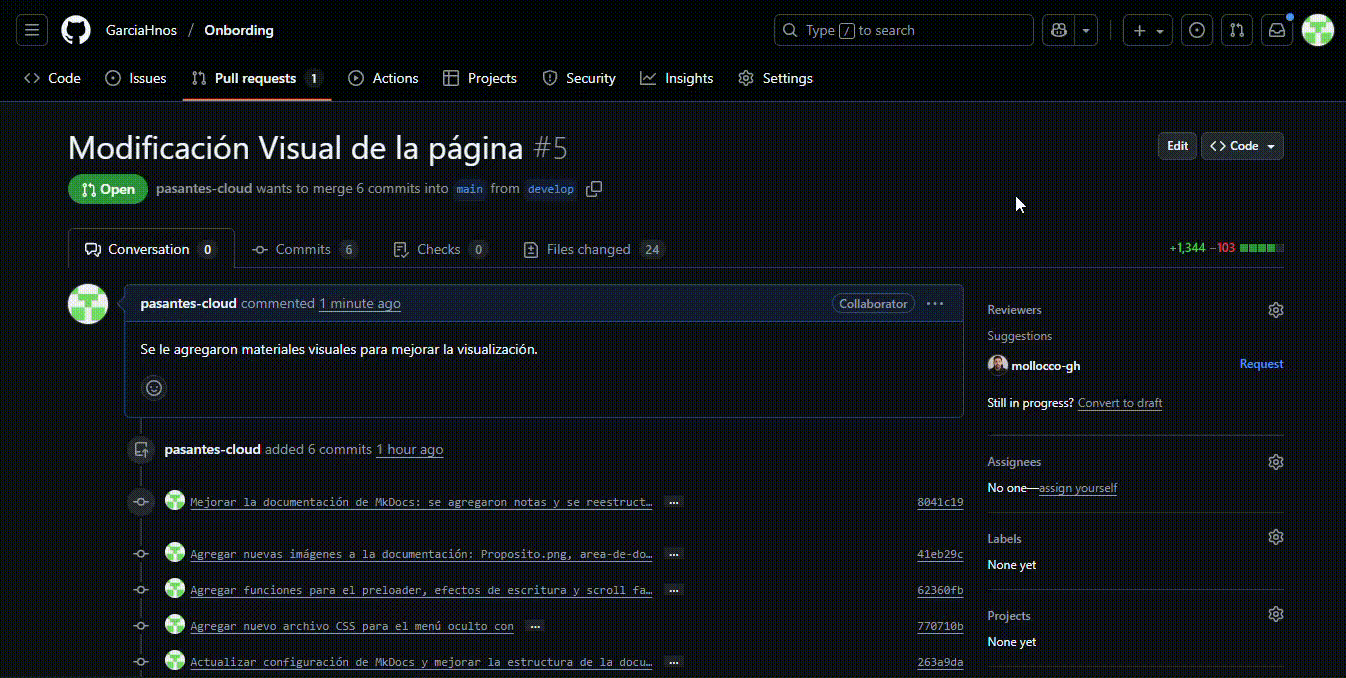 GarciaHnos / Onbording
Type / to search
Code
Issues
Pull requests 1
Actions
Projects
Security
Insights
Settings
Modificación Visual de la página #5
Edit
Code
Open
pasantes-cloud wants to merge 6 commits into main from develop
Conversation 0
Commits 6
Checks 0
Files changed 24
+1,344 −103
pasantes-cloud commented 1 minute ago
Collaborator
Se le agregaron materiales visuales para mejorar la visualización.
pasantes-cloud added 6 commits 1 hour ago
Mejorar la documentación de MkDocs: se agregaron notas y se reestruct… 8041c19
Agregar nuevas imágenes a la documentación: Proposito.png, area-de-do… 41eb29c
Agregar funciones para el preloader, efectos de escritura y scroll fa… 62360fb
Agregar nuevo archivo CSS para el menú oculto con 770710b
Actualizar configuración de MkDocs y mejorar la estructura de la docu… 263a9da
Reviewers
Suggestions
mollocco-gh Request
Still in progress? Convert to draft
Assignees
No one—assign yourself
Labels
None yet
Projects
None yet